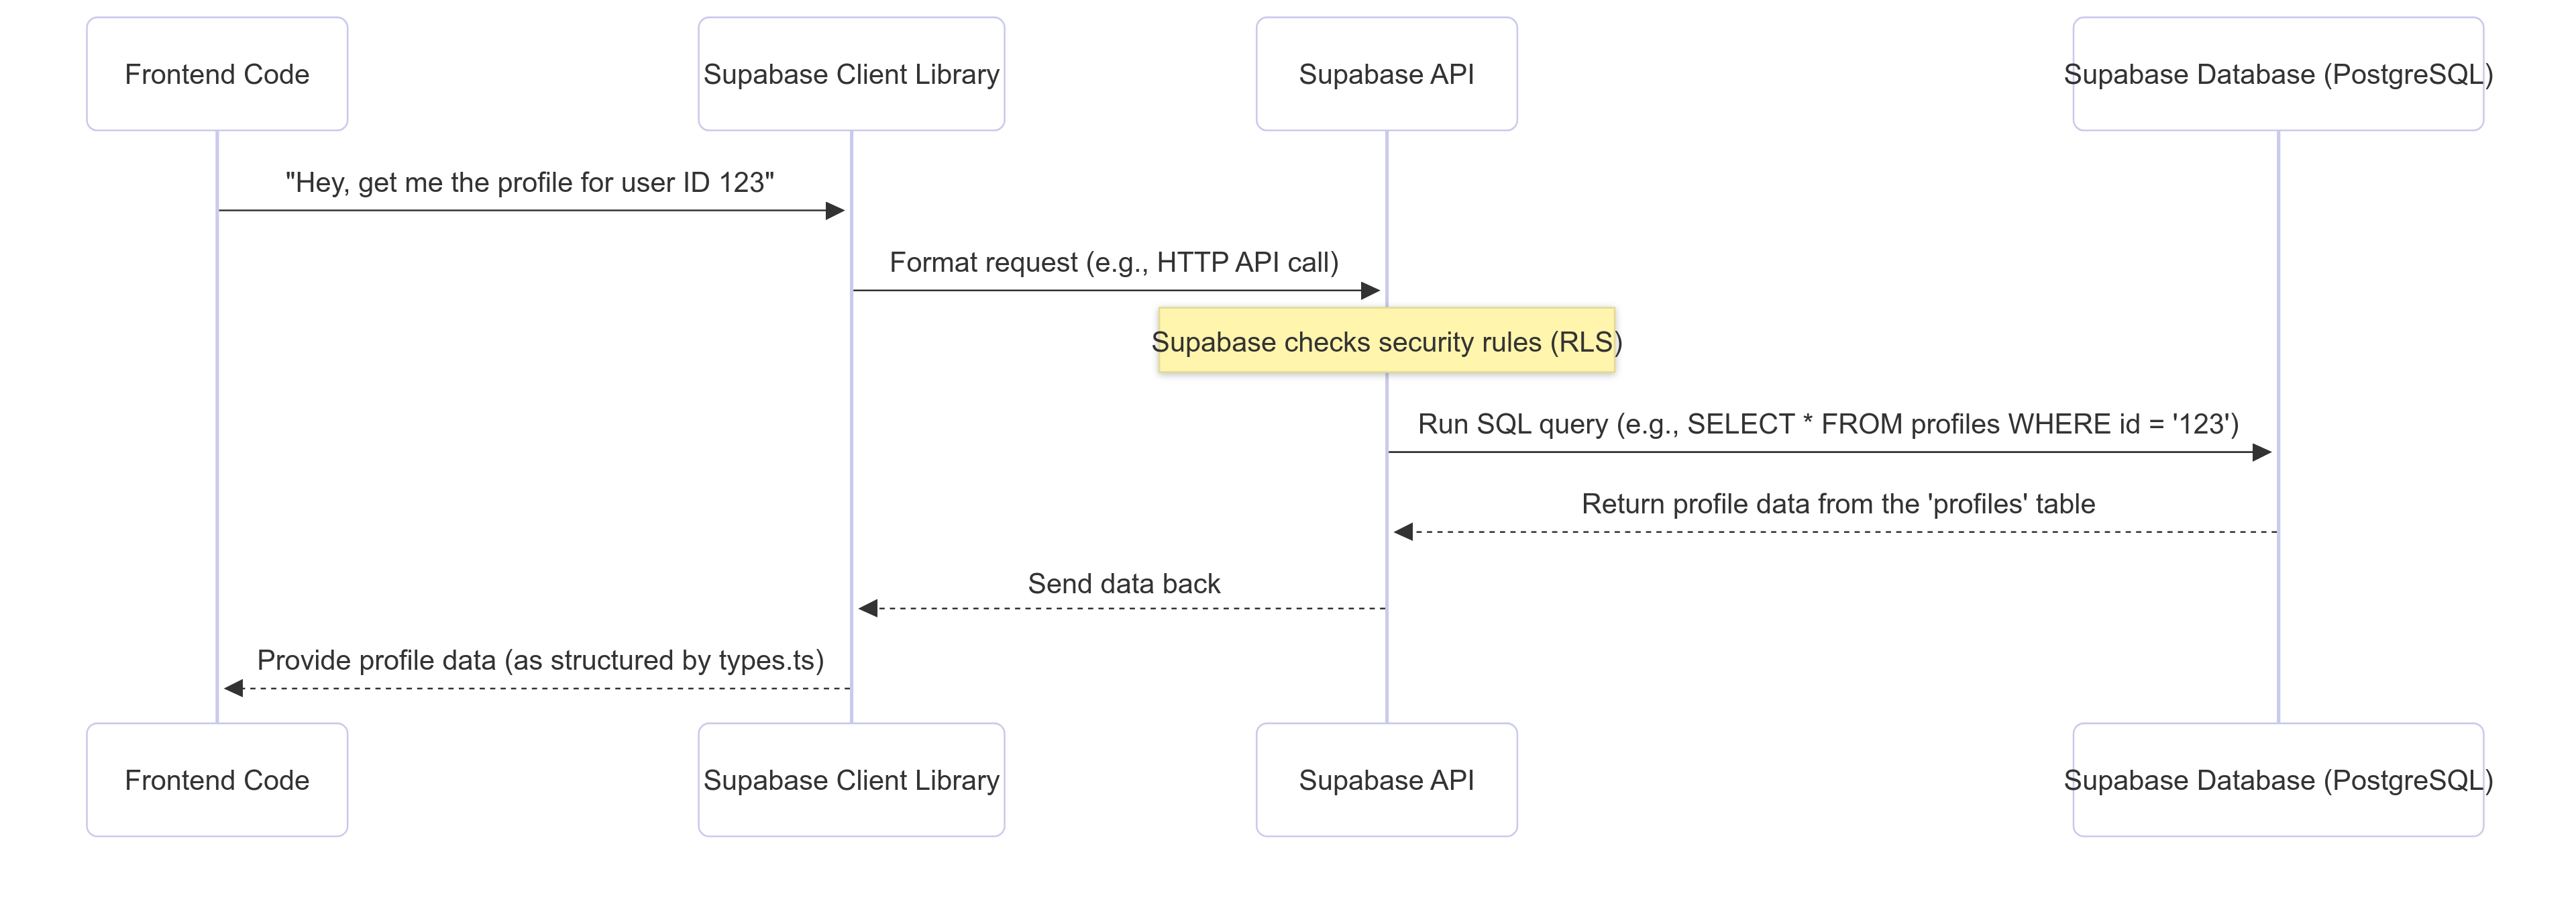 Frontend Code
Supabase Client Library
Supabase API
Supabase Database (PostgreSQL)
"Hey, get me the profile for user ID 123"
Format request (e.g., HTTP API call)
Supabase checks security rules (RLS)
Run SQL query (e.g., SELECT * FROM profiles WHERE id = '123')
Return profile data from the 'profiles' table
Send data back
Provide profile data (as structured by types.ts)
Frontend Code
Supabase Client Library
Supabase API
Supabase Database (PostgreSQL)